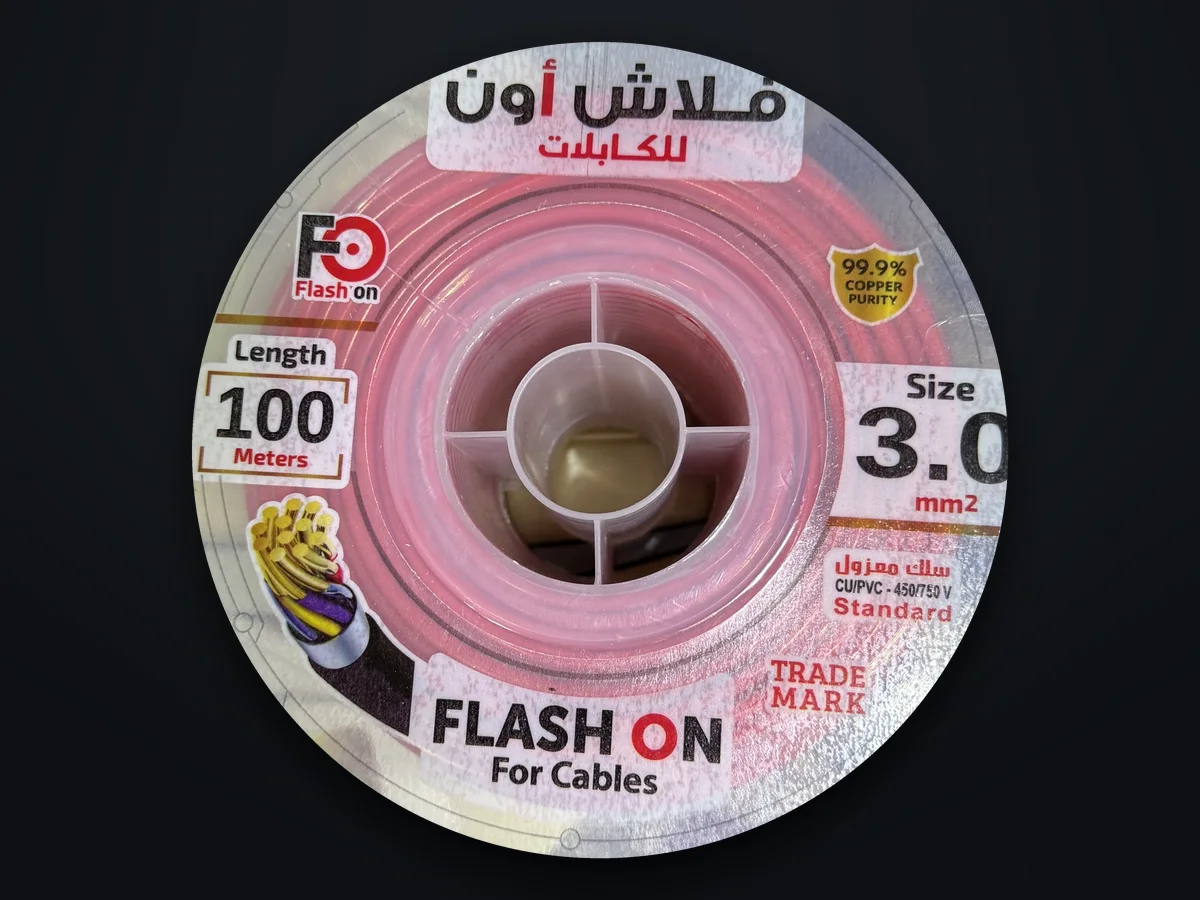 فلاش أون
للكابلات
FO
Flash on
99.9%
COPPER
PURITY
Length
100
Meters
Size
3.0
mm2
سلك معزول
CU/PVC - 450/750 V
Standard
TRADE
MARK
FLASH ON
For Cables